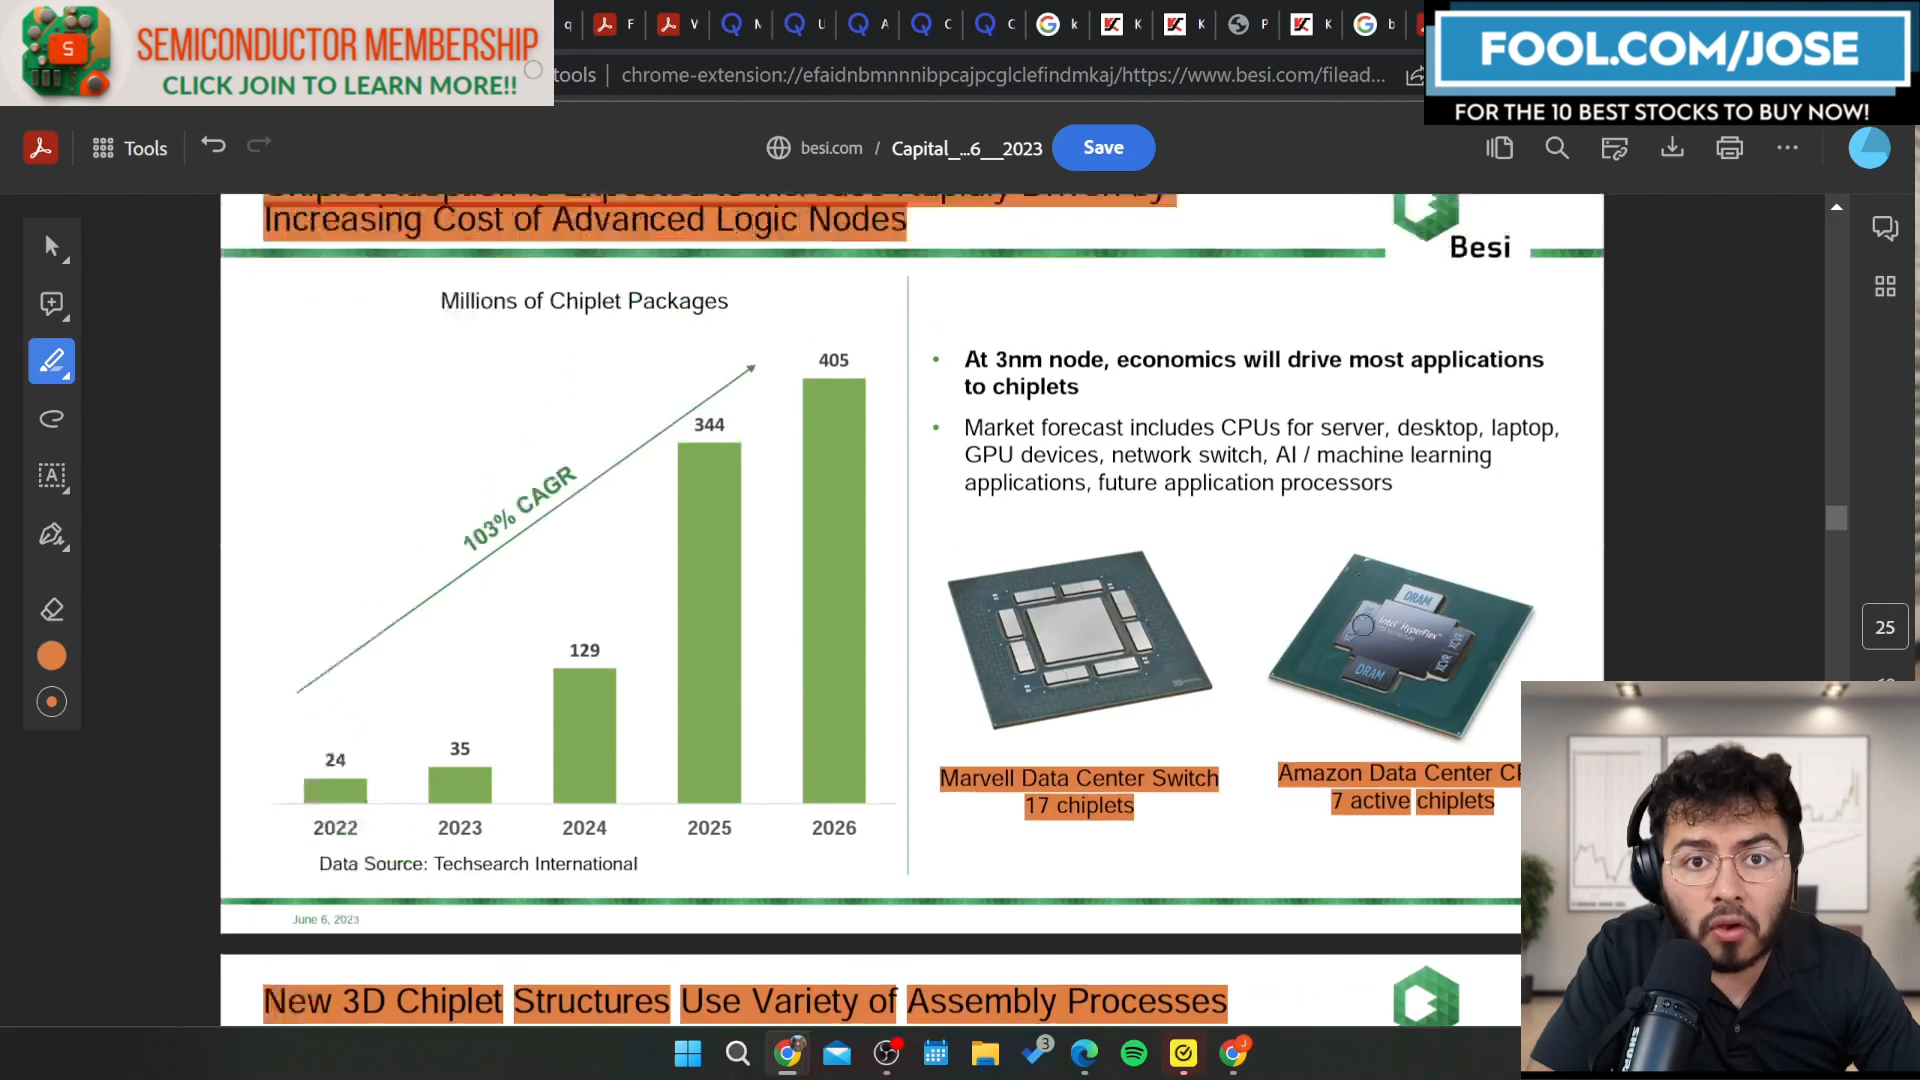 SEMICONDUCTOR MEMBERSHIP
CLICK JOIN TO LEARN MORE!!
S
q F V M U A C C k K K P K b
FOOL.COM/JOSE
FOR THE 10 BEST STOCKS TO BUY NOW!
tools
chrome-extension://efaidnbmnnnibpcajpcglclefindmkaj/https://www.besi.com/filead...
Tools
besi.com / Capital_...6__2023
Save
Increasing Cost of Advanced Logic Nodes
Besi
Millions of Chiplet Packages
405
344
129
35
24
103% CAGR
2022 2023 2024 2025 2026
Data Source: Techsearch International
• At 3nm node, economics will drive most applications
to chiplets
• Market forecast includes CPUs for server, desktop, laptop,
GPU devices, network switch, AI / machine learning
applications, future application processors
DRAM
Intel HyperFlex
XCVR
XCVR
DRAM
Marvell Data Center Switch
17 chiplets
Amazon Data Center
7 active chiplets
June 6, 2023
25
New 3D Chiplet Structures Use Variety of Assembly Processes
3
J